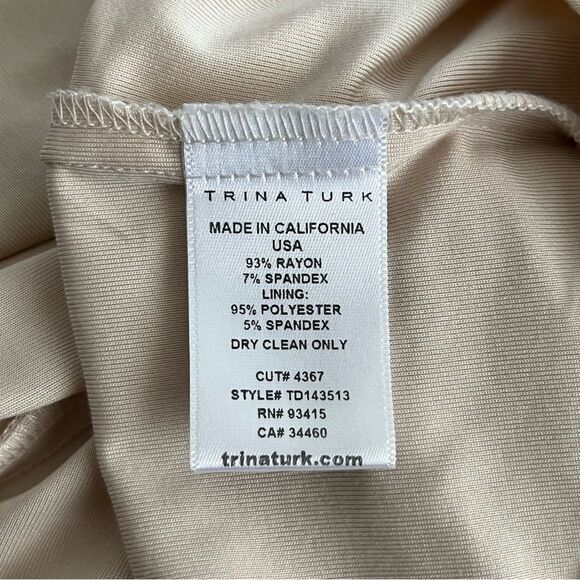 TRINA TURK
MADE IN CALIFORNIA
USA
93% RAYON
7% SPANDEX
LINING:
95% POLYESTER
5% SPANDEX
DRY CLEAN ONLY
CUT# 4367
STYLE# TD143513
RN# 93415
CA# 34460
trinaturk.com